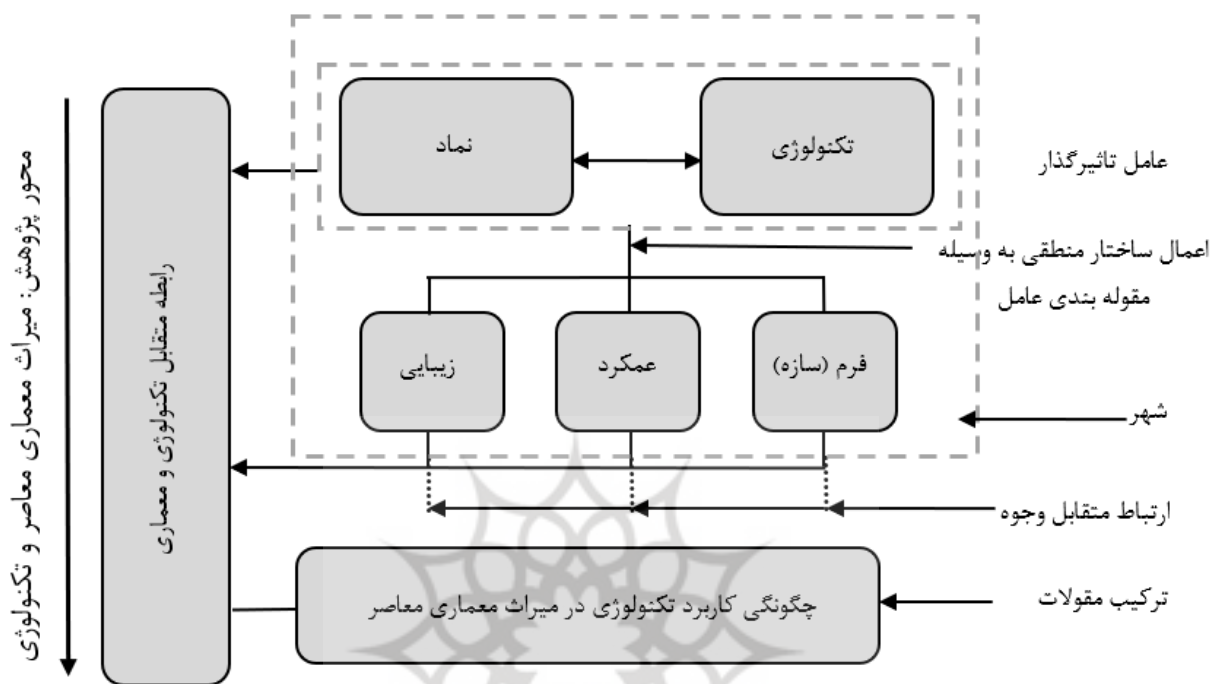 عامل تاثیرگذار
تکنولوژی
نماد
اعمال ساختار منطقی به وسیله
مقوله بندی عامل
فرم (سازه)
عمکرد
زیبایی
شهر
ارتباط متقابل وجوه
ترکیب مقولات
چگونگی کاربرد تکنولوژی در میراث معماری معاصر
رابطه متقابل تکنولوژی و معماری
محور پژوهش: میراث معماری معاصر و تکنولوژی